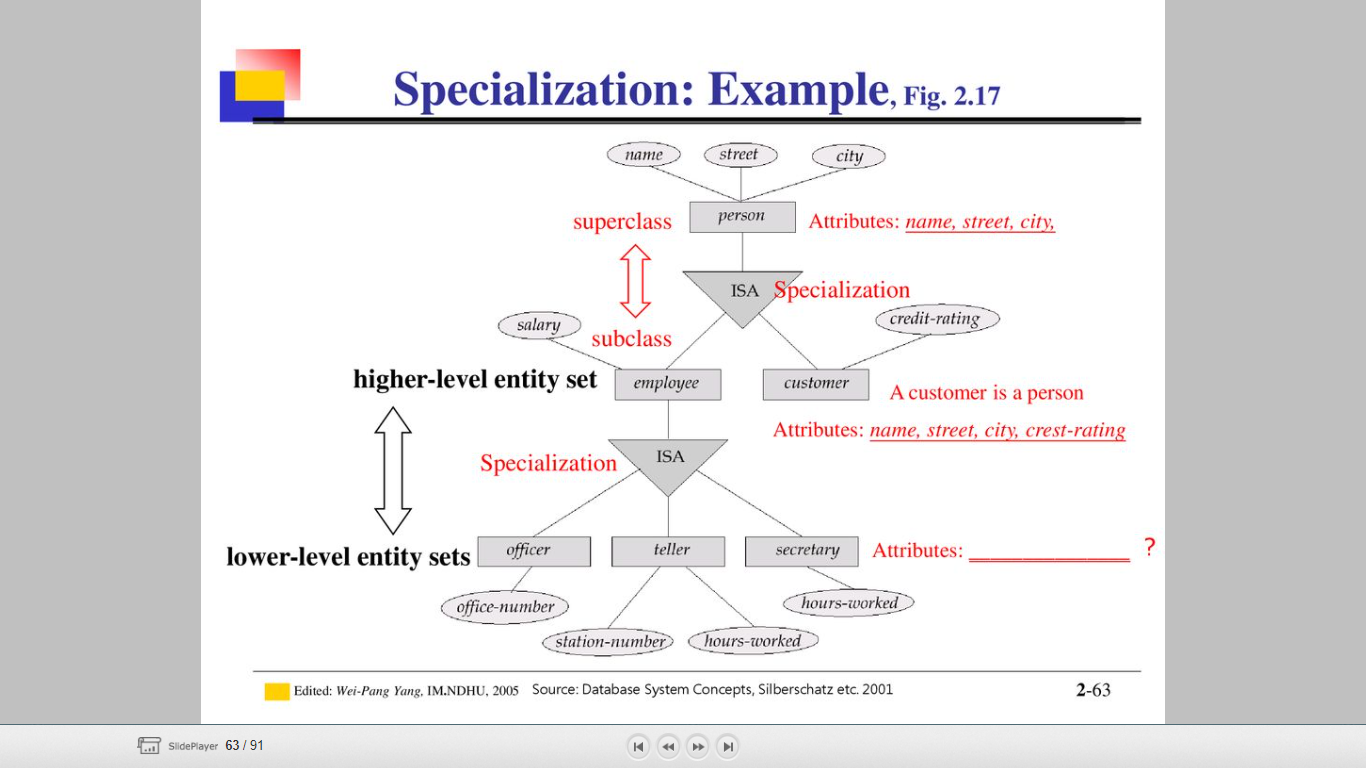 Specialization: Example, Fig. 2.17
name
street
city
superclass
person
Attributes: name, street, city,
ISA
Specialization
salary
subclass
credit-rating
higher-level entity set
employee
customer
A customer is a person
Attributes: name, street, city, crest-rating
Specialization
ISA
lower-level entity sets
officer
teller
secretary
Attributes: _______________ ?
office-number
station-number
hours-worked
hours-worked
Edited: Wei-Pang Yang, IM.NDHU, 2005
Source: Database System Concepts, Silberschatz etc. 2001
2-63
SlidePlayer
63 / 91